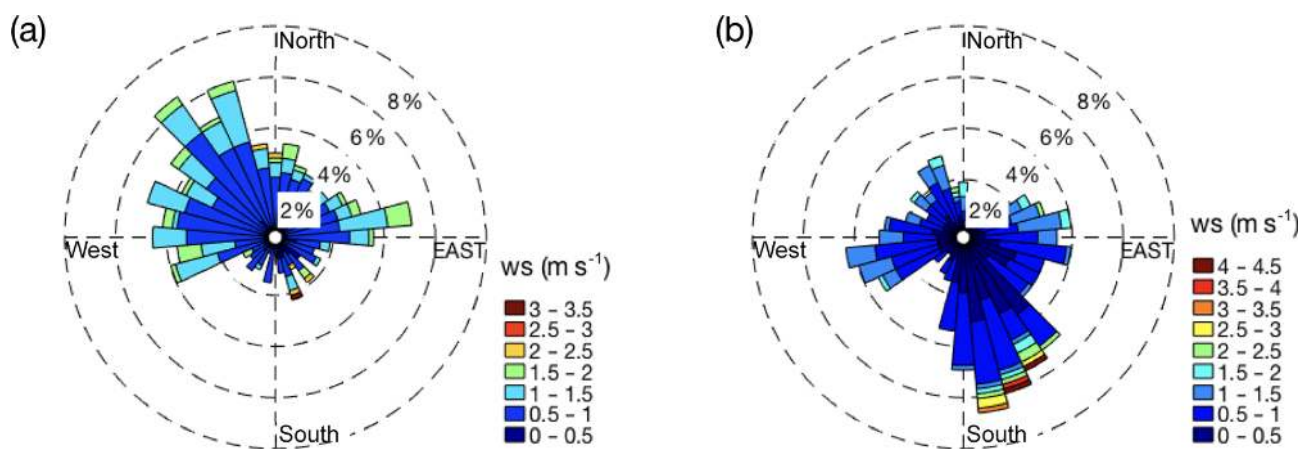 (a)
North
8 %
6 %
4 %
2 %
West
EAST
South
ws (m s⁻¹)
3 – 3.5
2.5 – 3
2 – 2.5
1.5 – 2
1 – 1.5
0.5 – 1
0 – 0.5
(b)
North
8 %
6 %
4 %
2 %
West
EAST
South
ws (m s⁻¹)
4 – 4.5
3.5 – 4
3 – 3.5
2.5 – 3
2 – 2.5
1.5 – 2
1 – 1.5
0.5 – 1
0 – 0.5